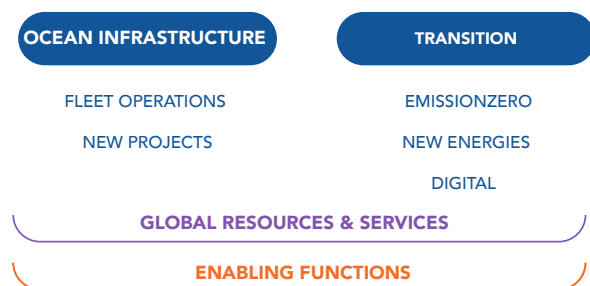 OCEAN INFRASTRUCTURE
FLEET OPERATIONS
NEW PROJECTS
TRANSITION
EMISSIONZERO
NEW ENERGIES
DIGITAL
GLOBAL RESOURCES & SERVICES
ENABLING FUNCTIONS